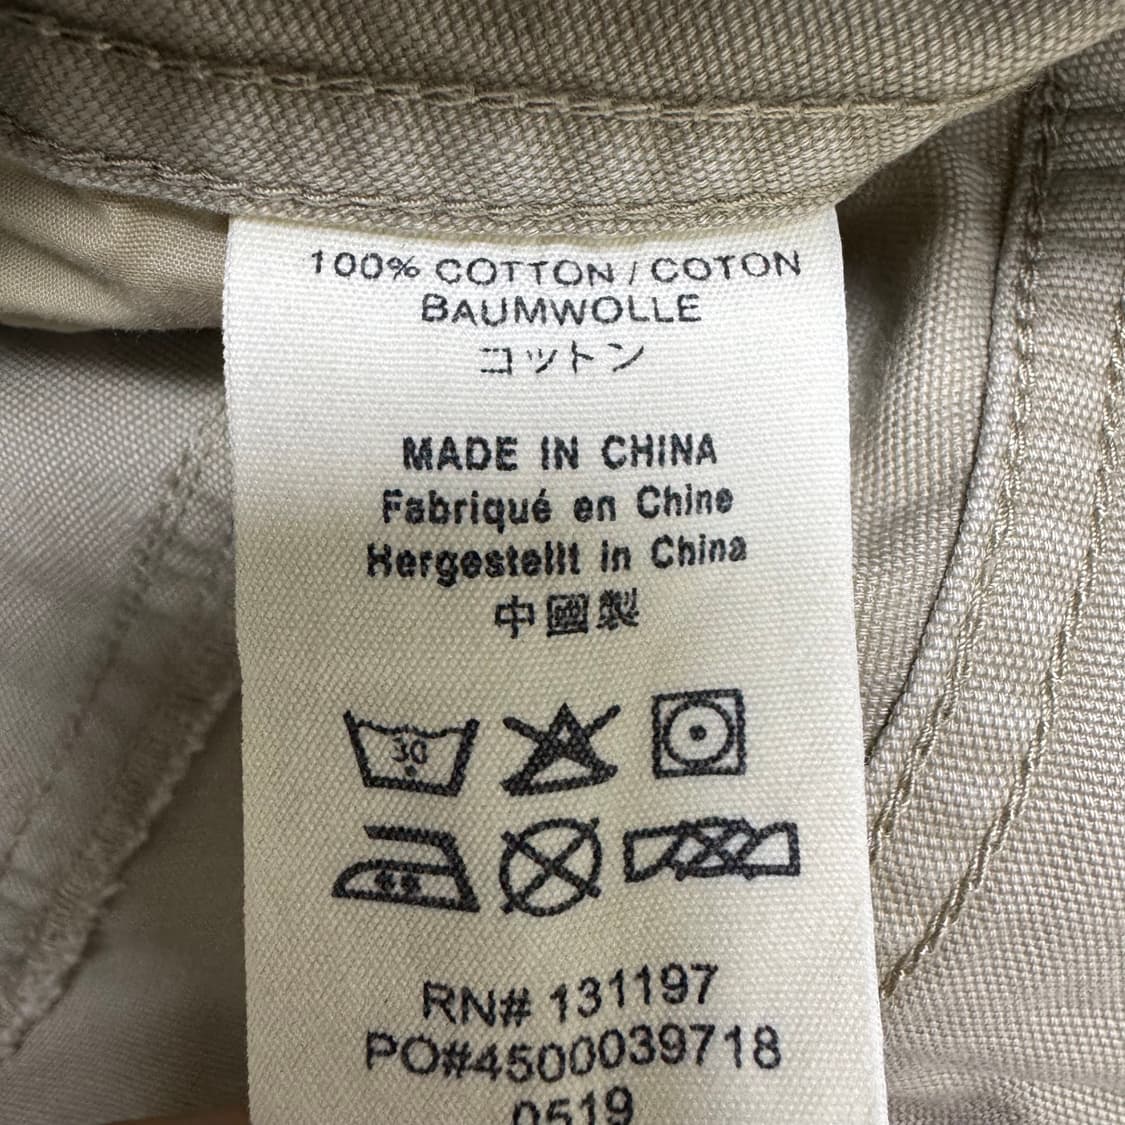 100% COTTON / COTON
BAUMWOLLE
コットン
MADE IN CHINA
Fabriqué en Chine
Hergestellt in China
中國製
30
RN# 131197
PO#4500039718
0519